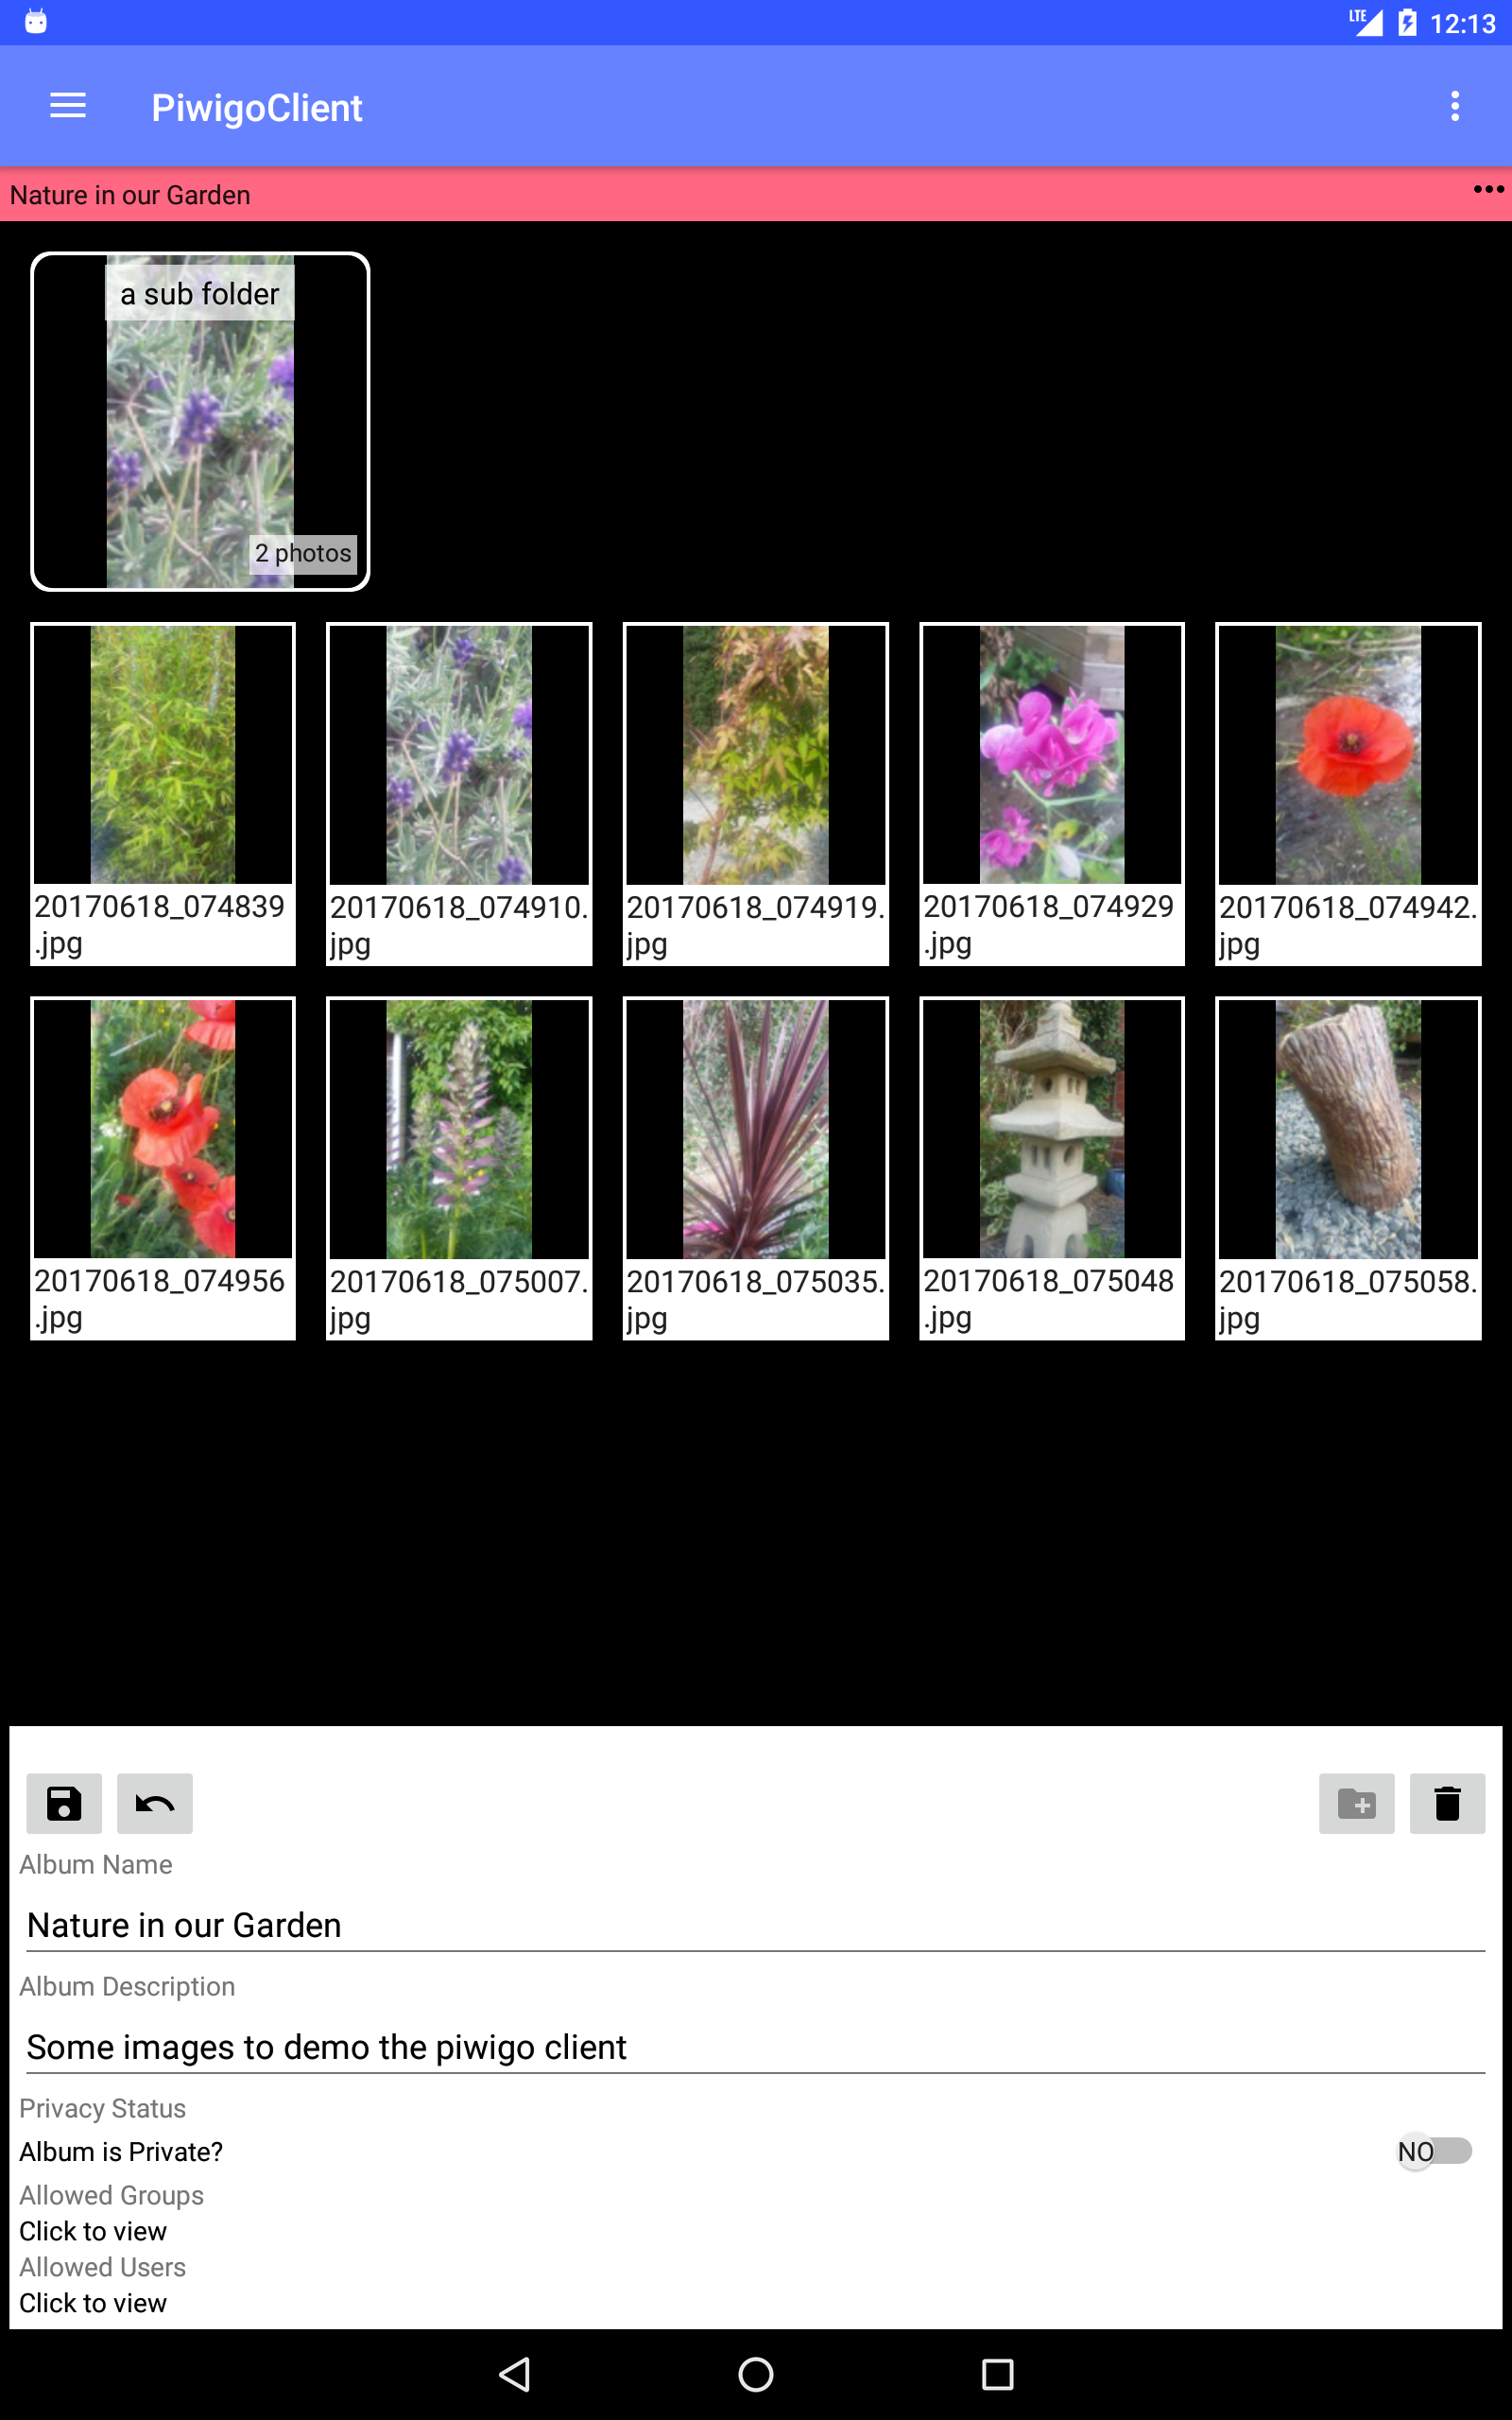 LTE 12:13
PiwigoClient
Nature in our Garden
a sub folder
2 photos
20170618_074839
.jpg
20170618_074910.
jpg
20170618_074919.
jpg
20170618_074929
.jpg
20170618_074942.
jpg
20170618_074956
.jpg
20170618_075007.
jpg
20170618_075035.
jpg
20170618_075048
.jpg
20170618_075058.
jpg
Album Name
Nature in our Garden
Album Description
Some images to demo the piwigo client
Privacy Status
Album is Private? NO
Allowed Groups
Click to view
Allowed Users
Click to view